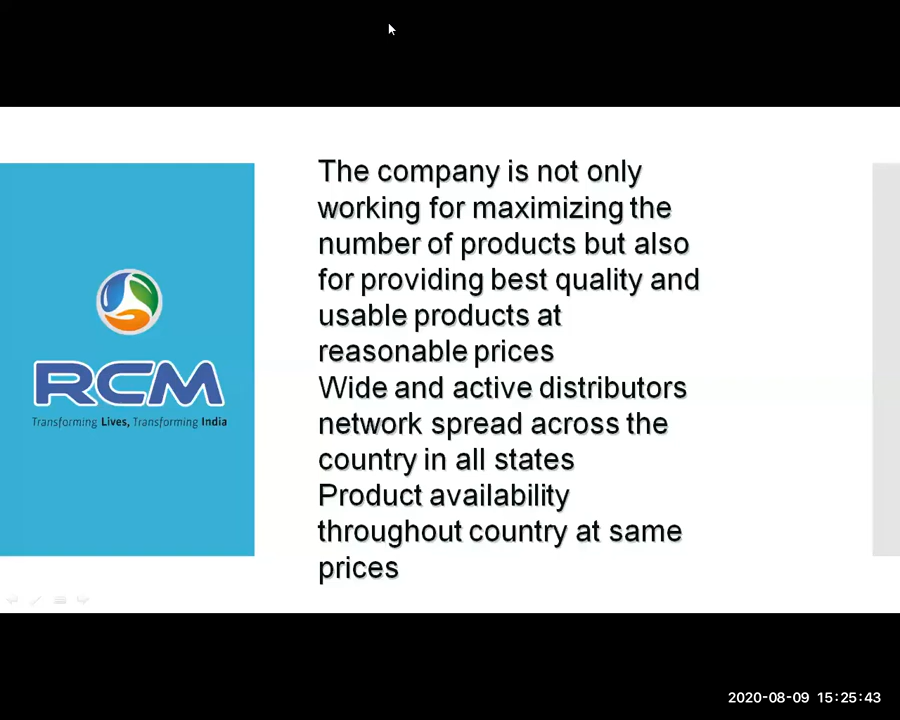 The company is not only
working for maximizing the
number of products but also
for providing best quality and
usable products at
reasonable prices
Wide and active distributors
network spread across the
country in all states
Product availability
throughout country at same
prices
RCM
Transforming Lives, Transforming India
2020-08-09 15:25:43